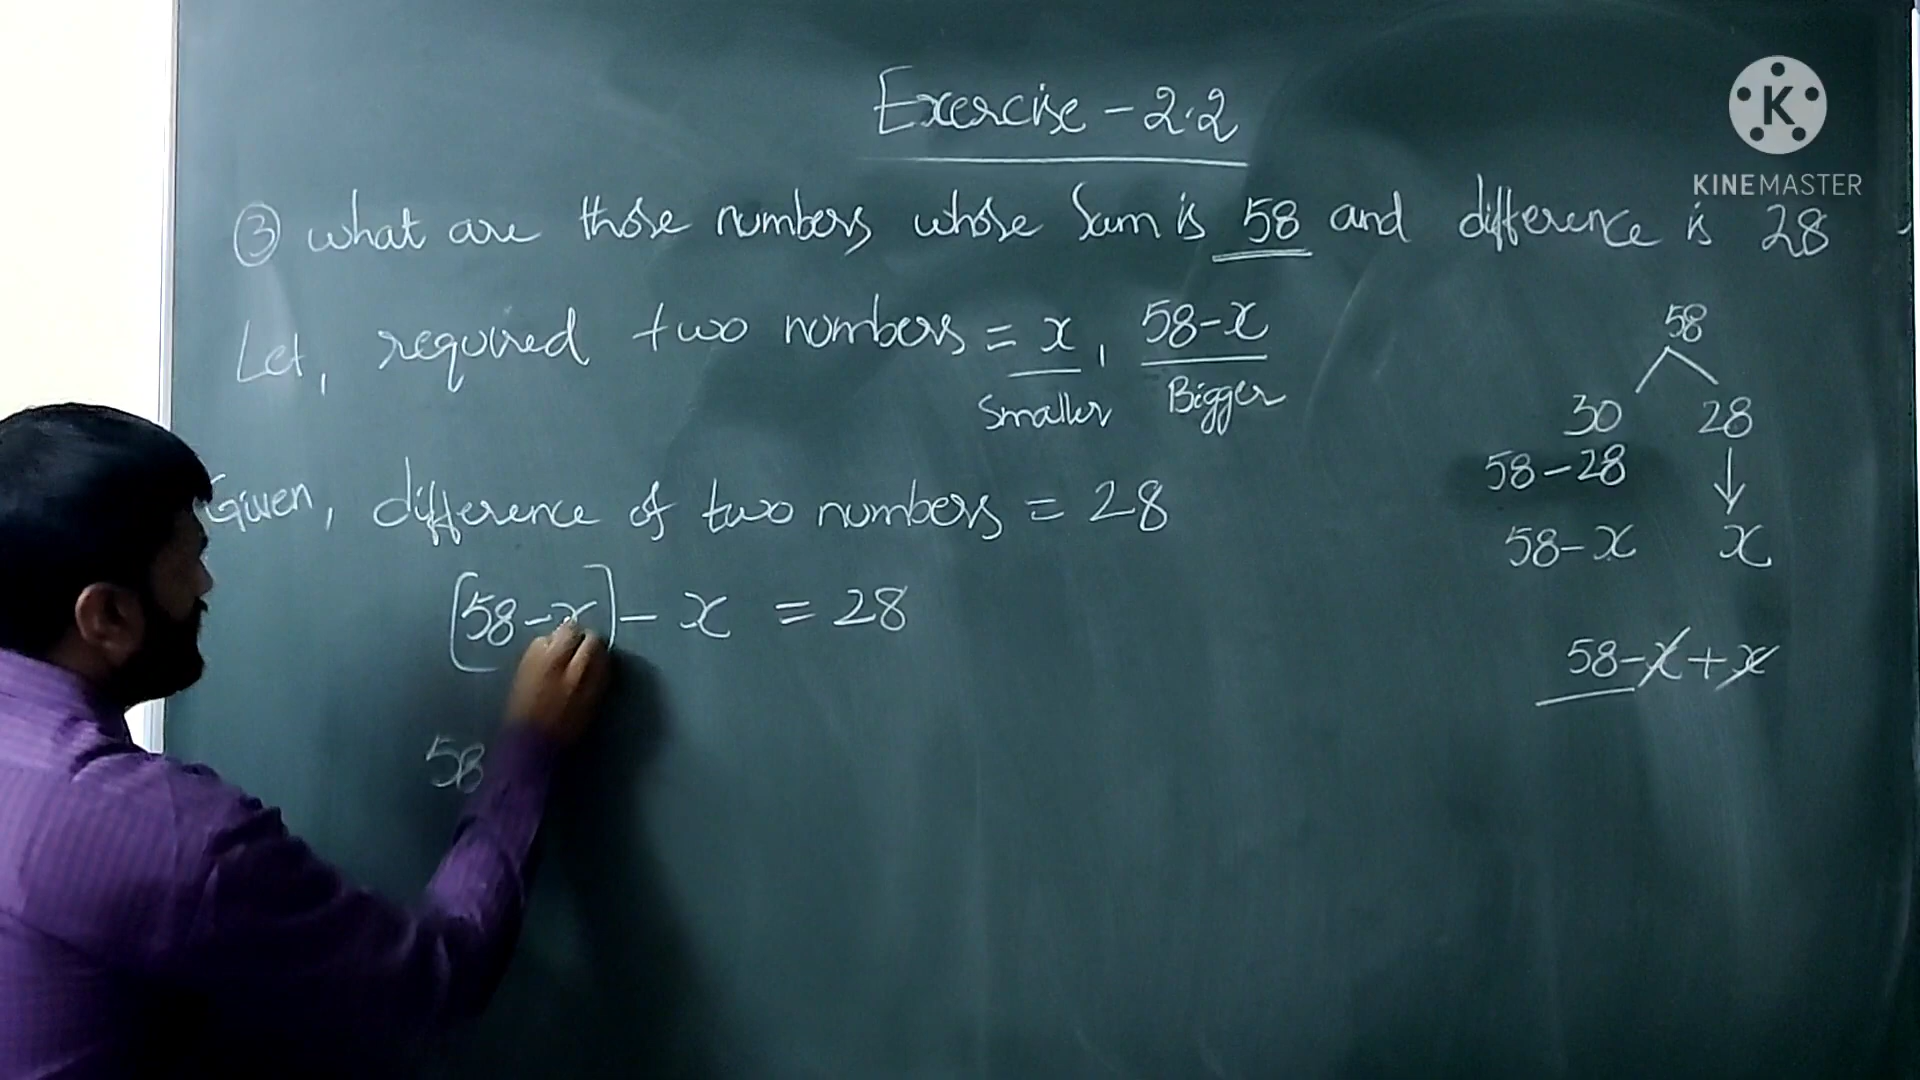 Exercise - 2.2
K
KINEMASTER
③ what are those numbers whose Sum is 58 and difference is 28
Let, required two numbers = x, 58-x
Smaller Bigger
58
30 28
58-28
58-x x
58-x+x
Given, difference of two numbers = 28
[58-x]-x = 28
58